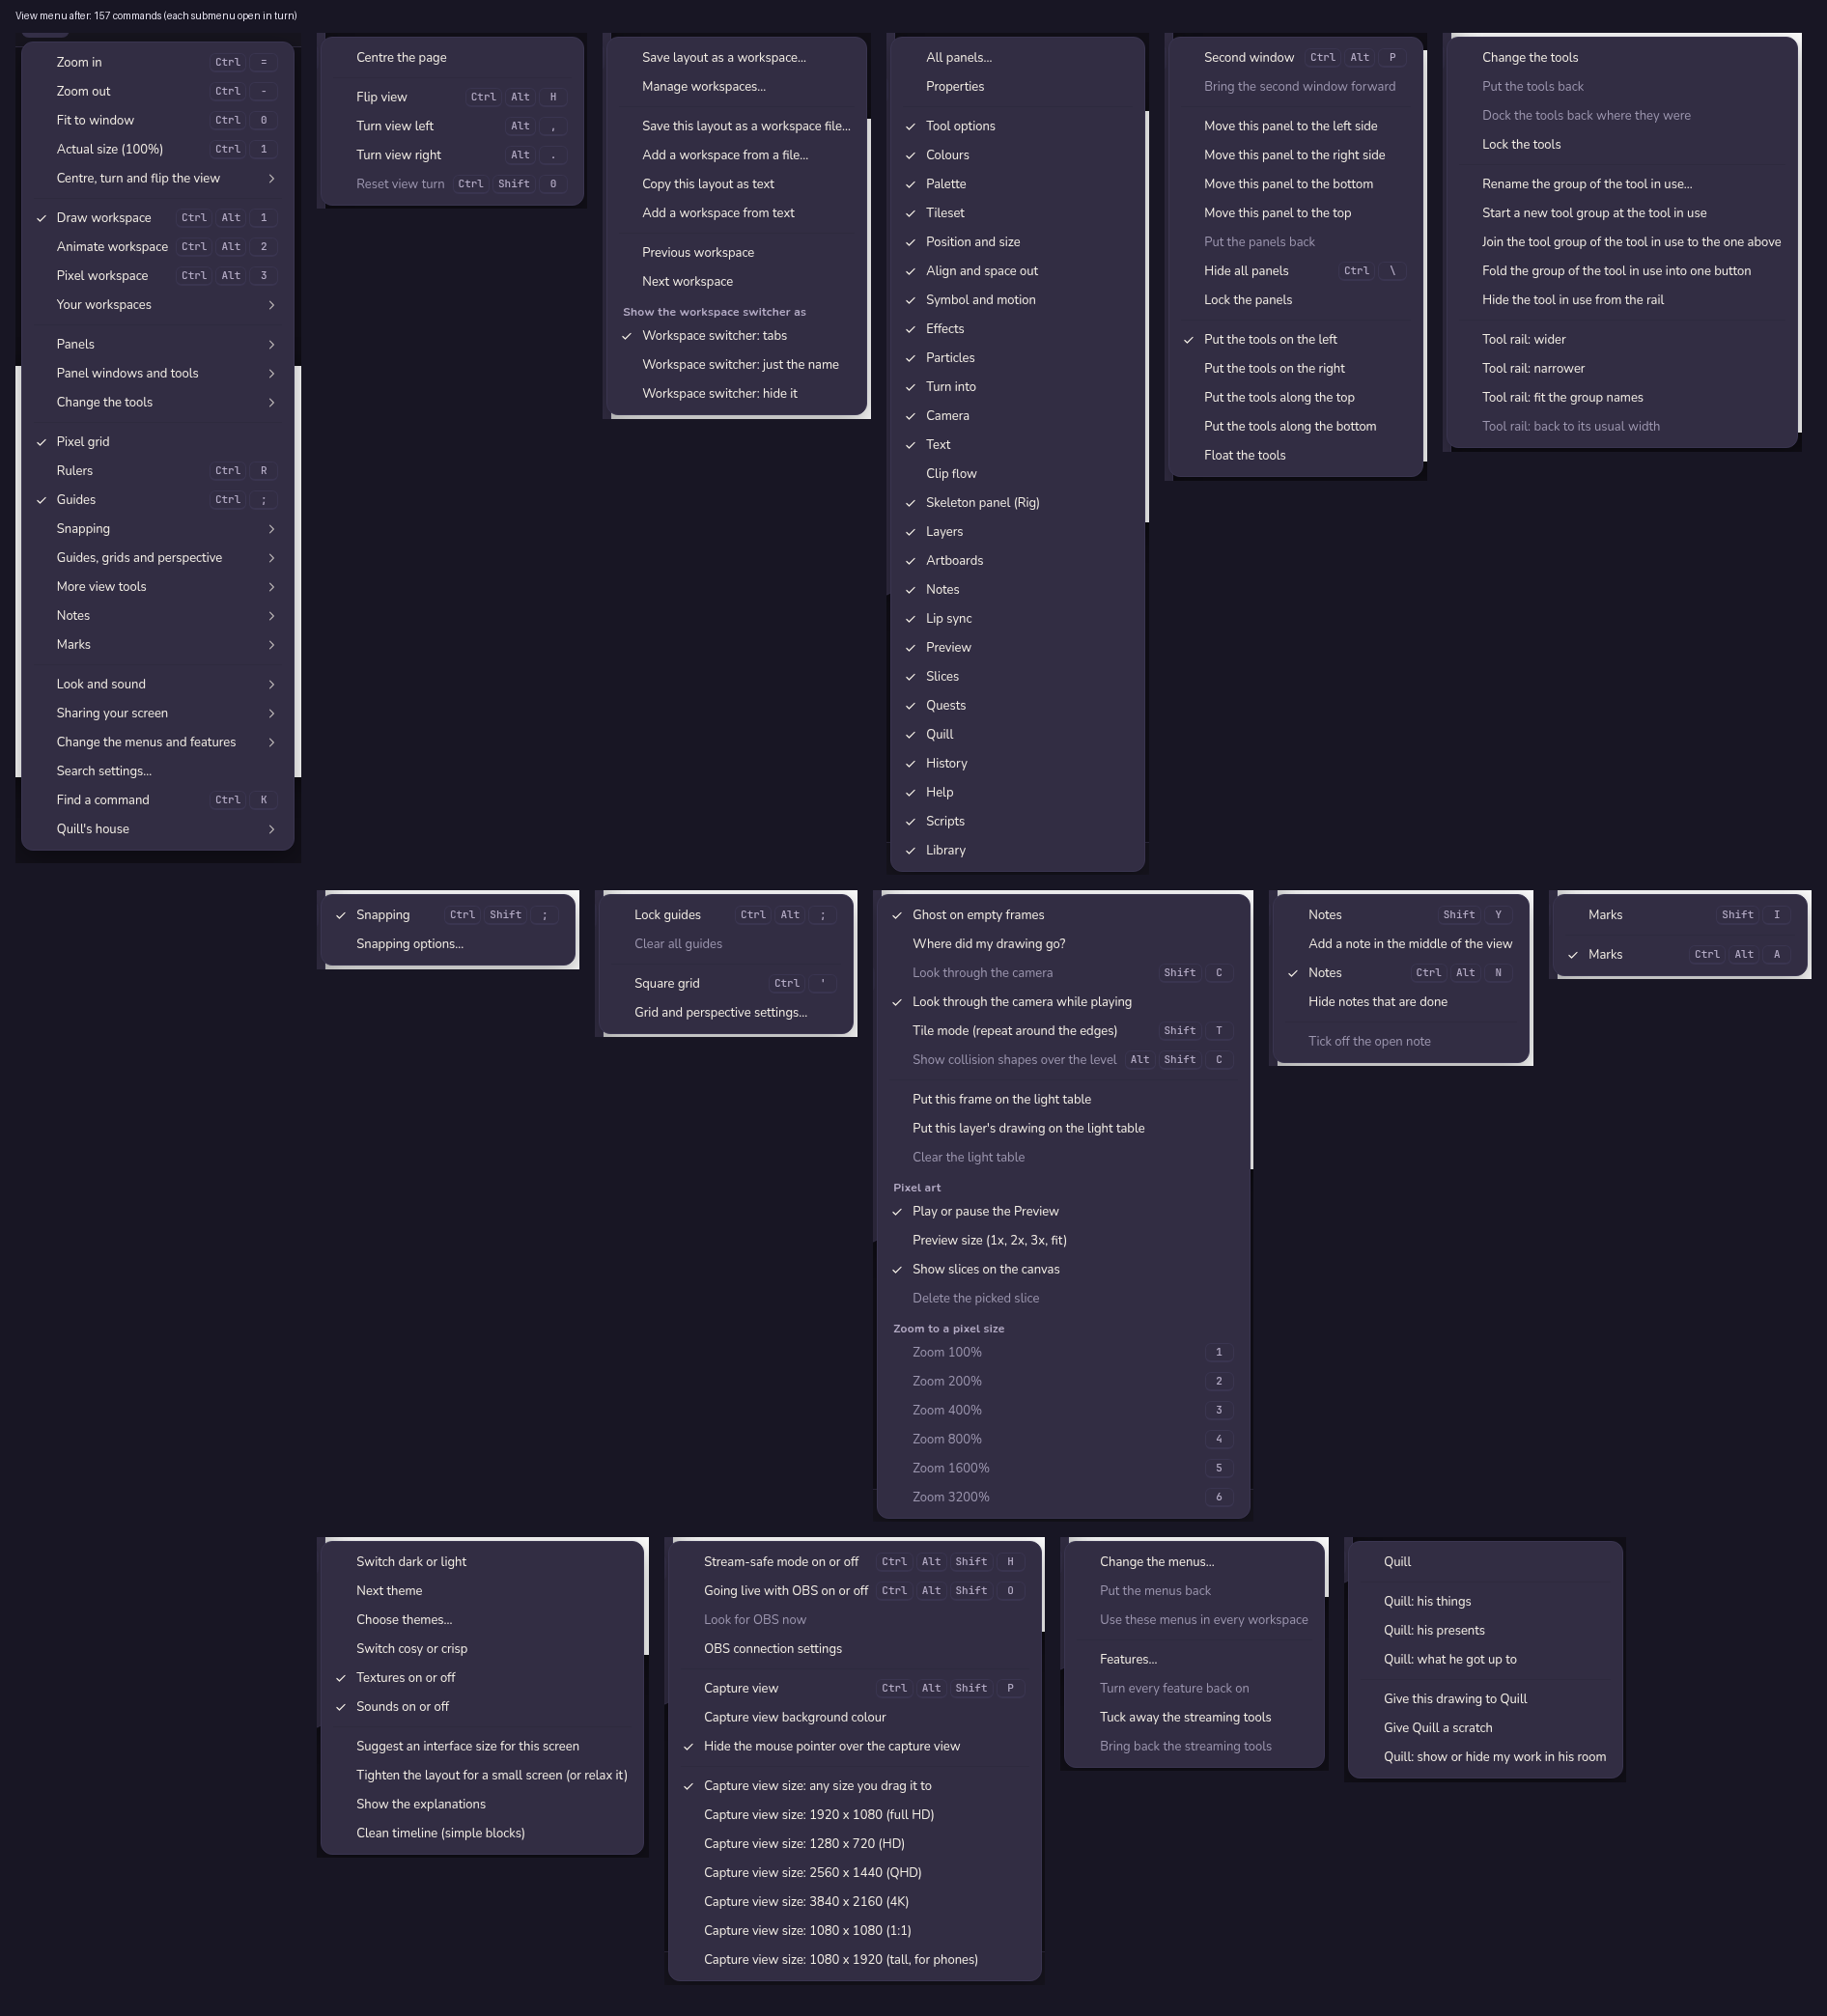 View menu after: 157 commands (each submenu open in turn)
Zoom in Ctrl =
Zoom out Ctrl -
Fit to window Ctrl 0
Actual size (100%) Ctrl 1
Centre, turn and flip the view
Draw workspace Ctrl Alt 1
Animate workspace Ctrl Alt 2
Pixel workspace Ctrl Alt 3
Your workspaces
Panels
Panel windows and tools
Change the tools
Pixel grid
Rulers Ctrl R
Guides Ctrl ;
Snapping
Guides, grids and perspective
More view tools
Notes
Marks
Look and sound
Sharing your screen
Change the menus and features
Search settings...
Find a command Ctrl K
Quill's house
Centre the page
Flip view Ctrl Alt H
Turn view left Alt ,
Turn view right Alt .
Reset view turn Ctrl Shift 0
Save layout as a workspace...
Manage workspaces...
Save this layout as a workspace file...
Add a workspace from a file...
Copy this layout as text
Add a workspace from text
Previous workspace
Next workspace
Show the workspace switcher as
Workspace switcher: tabs
Workspace switcher: just the name
Workspace switcher: hide it
All panels...
Properties
Tool options
Colours
Palette
Tileset
Position and size
Align and space out
Symbol and motion
Effects
Particles
Turn into
Camera
Text
Clip flow
Skeleton panel (Rig)
Layers
Artboards
Notes
Lip sync
Preview
Slices
Quests
Quill
History
Help
Scripts
Library
Second window Ctrl Alt P
Bring the second window forward
Move this panel to the left side
Move this panel to the right side
Move this panel to the bottom
Move this panel to the top
Put the panels back
Hide all panels Ctrl \
Lock the panels
Put the tools on the left
Put the tools on the right
Put the tools along the top
Put the tools along the bottom
Float the tools
Change the tools
Put the tools back
Dock the tools back where they were
Lock the tools
Rename the group of the tool in use...
Start a new tool group at the tool in use
Join the tool group of the tool in use to the one above
Fold the group of the tool in use into one button
Hide the tool in use from the rail
Tool rail: wider
Tool rail: narrower
Tool rail: fit the group names
Tool rail: back to its usual width
Snapping Ctrl Shift ;
Snapping options...
Lock guides Ctrl Alt ;
Clear all guides
Square grid Ctrl '
Grid and perspective settings...
Ghost on empty frames
Where did my drawing go?
Look through the camera Shift C
Look through the camera while playing
Tile mode (repeat around the edges) Shift T
Show collision shapes over the level Alt Shift C
Put this frame on the light table
Put this layer's drawing on the light table
Clear the light table
Pixel art
Play or pause the Preview
Preview size (1x, 2x, 3x, fit)
Show slices on the canvas
Delete the picked slice
Zoom to a pixel size
Zoom 100% 1
Zoom 200% 2
Zoom 400% 3
Zoom 800% 4
Zoom 1600% 5
Zoom 3200% 6
Notes Shift Y
Add a note in the middle of the view
Notes Ctrl Alt N
Hide notes that are done
Tick off the open note
Marks Shift I
Marks Ctrl Alt A
Switch dark or light
Next theme
Choose themes...
Switch cosy or crisp
Textures on or off
Sounds on or off
Suggest an interface size for this screen
Tighten the layout for a small screen (or relax it)
Show the explanations
Clean timeline (simple blocks)
Stream-safe mode on or off Ctrl Alt Shift H
Going live with OBS on or off Ctrl Alt Shift O
Look for OBS now
OBS connection settings
Capture view Ctrl Alt Shift P
Capture view background colour
Hide the mouse pointer over the capture view
Capture view size: any size you drag it to
Capture view size: 1920 x 1080 (full HD)
Capture view size: 1280 x 720 (HD)
Capture view size: 2560 x 1440 (QHD)
Capture view size: 3840 x 2160 (4K)
Capture view size: 1080 x 1080 (1:1)
Capture view size: 1080 x 1920 (tall, for phones)
Change the menus...
Put the menus back
Use these menus in every workspace
Features...
Turn every feature back on
Tuck away the streaming tools
Bring back the streaming tools
Quill
Quill: his things
Quill: his presents
Quill: what he got up to
Give this drawing to Quill
Give Quill a scratch
Quill: show or hide my work in his room